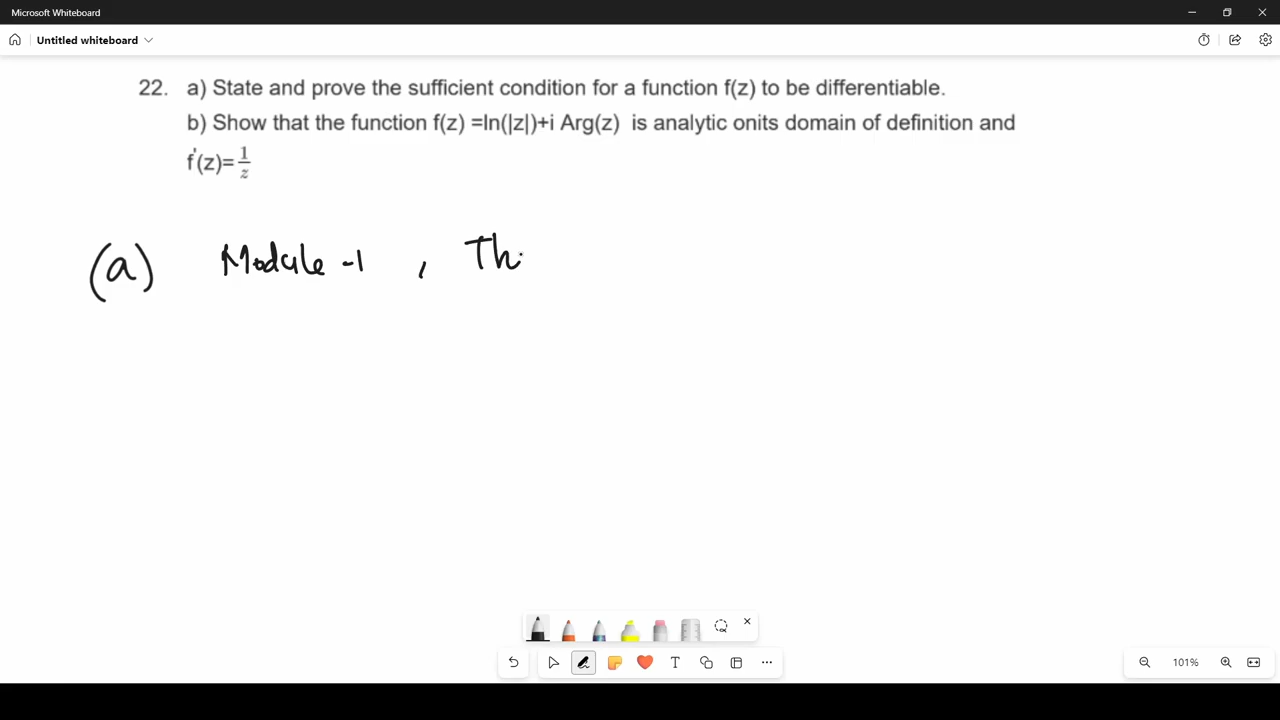 Microsoft Whiteboard
Untitled whiteboard
22. a) State and prove the sufficient condition for a function f(z) to be differentiable.
b) Show that the function f(z) =ln(|z|)+i Arg(z) is analytic onits domain of definition and
f'(z)=1/z
(a) Module -1 , Th
101%